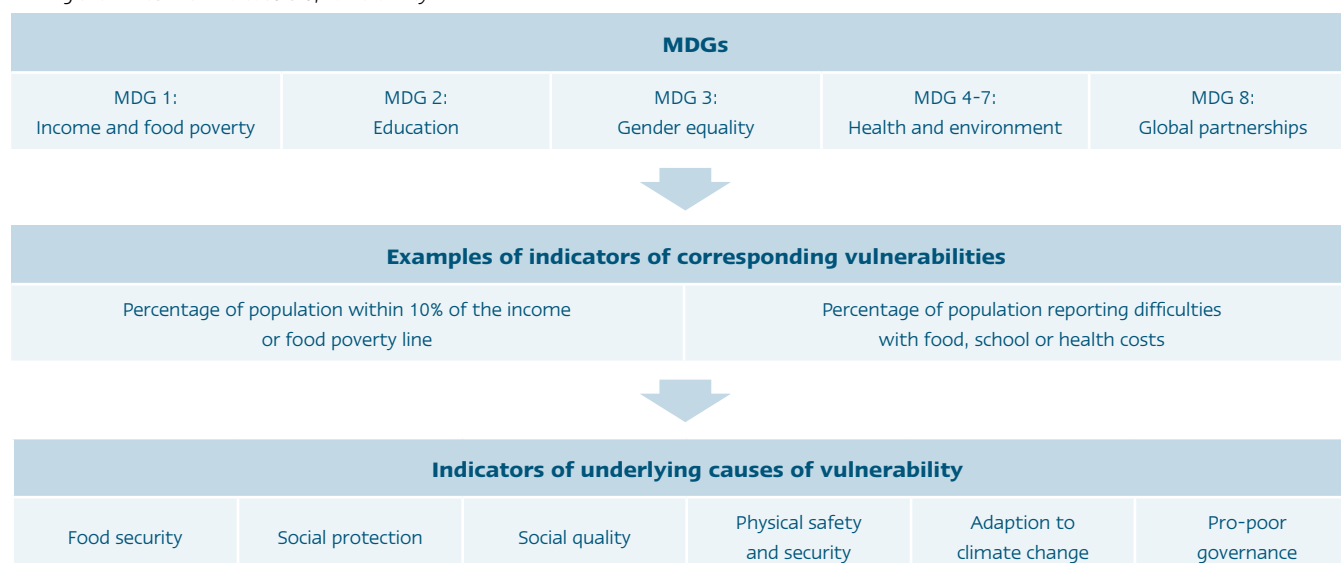 MDGs
MDG 1:
Income and food poverty
MDG 2:
Education
MDG 3:
Gender equality
MDG 4-7:
Health and environment
MDG 8:
Global partnerships
Examples of indicators of corresponding vulnerabilities
Percentage of population within 10% of the income
or food poverty line
Percentage of population reporting difficulties
with food, school or health costs
Indicators of underlying causes of vulnerability
Food security
Social protection
Social quality
Physical safety
and security
Adaption to
climate change
Pro-poor
governance